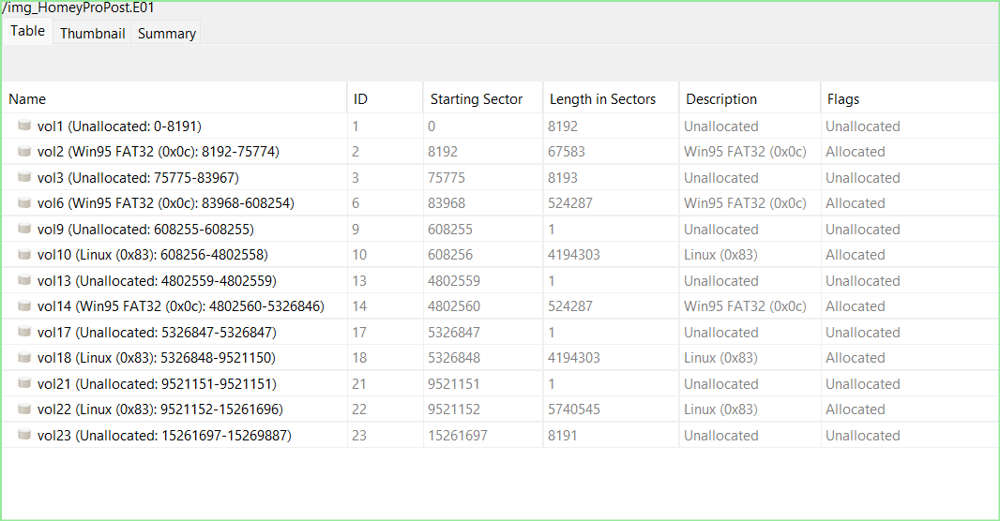 /img_HomeyProPost.E01
Table Thumbnail Summary
Name ID Starting Sector Length in Sectors Description Flags
vol1 (Unallocated: 0-8191) 1 0 8192 Unallocated Unallocated
vol2 (Win95 FAT32 (0x0c): 8192-75774) 2 8192 67583 Win95 FAT32 (0x0c) Allocated
vol3 (Unallocated: 75775-83967) 3 75775 8193 Unallocated Unallocated
vol6 (Win95 FAT32 (0x0c): 83968-608254) 6 83968 524287 Win95 FAT32 (0x0c) Allocated
vol9 (Unallocated: 608255-608255) 9 608255 1 Unallocated Unallocated
vol10 (Linux (0x83): 608256-4802558) 10 608256 4194303 Linux (0x83) Allocated
vol13 (Unallocated: 4802559-4802559) 13 4802559 1 Unallocated Unallocated
vol14 (Win95 FAT32 (0x0c): 4802560-5326846) 14 4802560 524287 Win95 FAT32 (0x0c) Allocated
vol17 (Unallocated: 5326847-5326847) 17 5326847 1 Unallocated Unallocated
vol18 (Linux (0x83): 5326848-9521150) 18 5326848 4194303 Linux (0x83) Allocated
vol21 (Unallocated: 9521151-9521151) 21 9521151 1 Unallocated Unallocated
vol22 (Linux (0x83): 9521152-15261696) 22 9521152 5740545 Linux (0x83) Allocated
vol23 (Unallocated: 15261697-15269887) 23 15261697 8191 Unallocated Unallocated